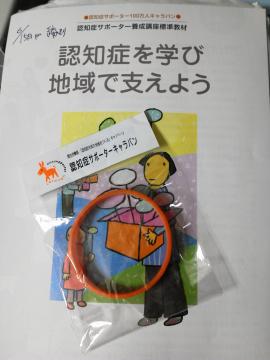 ●認知症サポーター100万人キャラバン●
認知症サポーター養成講座標準教材
認知症を学び
地域で支えよう
認知症サポーターキャラバン